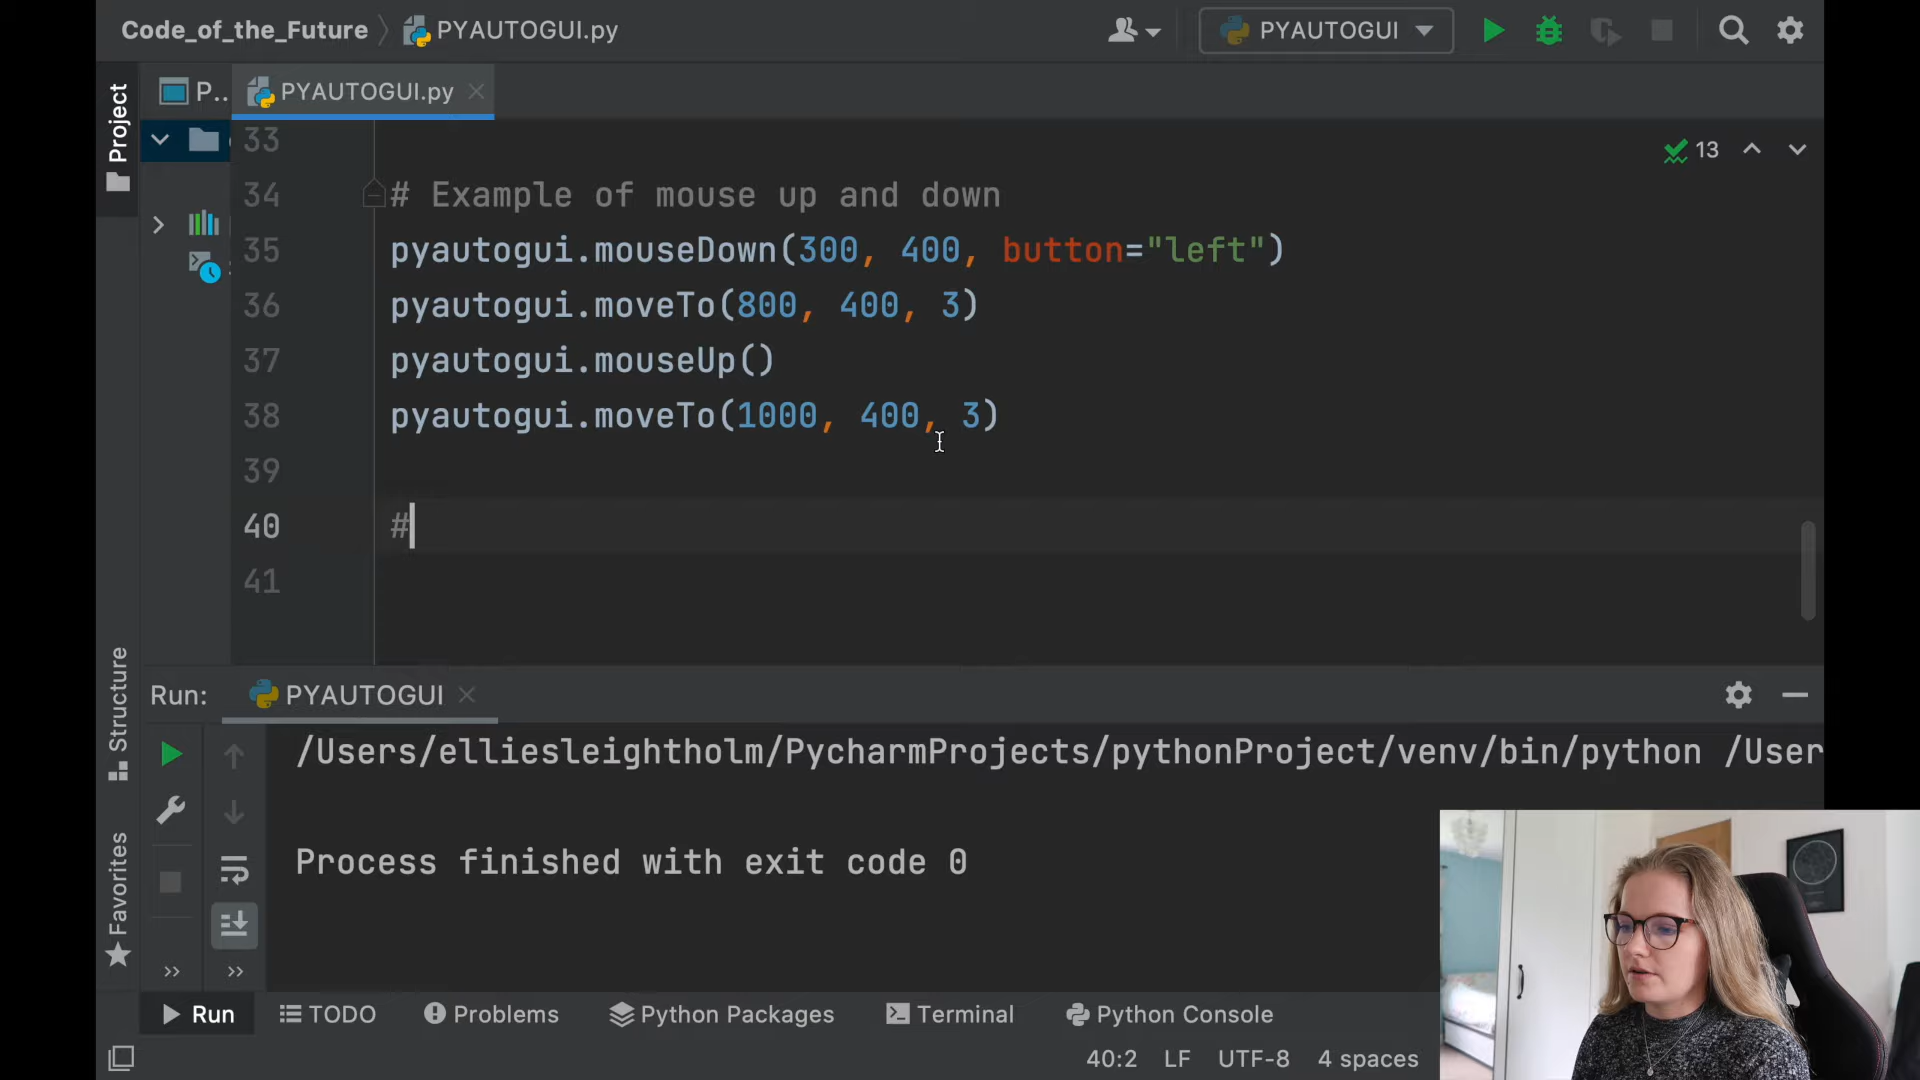 Code_of_the_Future PYAUTOGUI.py PYAUTOGUI
Project P.. PYAUTOGUI.py
33 13
34 # Example of mouse up and down
35 pyautogui.mouseDown(300, 400, button="left")
36 pyautogui.moveTo(800, 400, 3)
37 pyautogui.mouseUp()
38 pyautogui.moveTo(1000, 400, 3)
39
40 #
41
Structure
Favorites
Run: PYAUTOGUI
/Users/elliesleightholm/PycharmProjects/pythonProject/venv/bin/python /User
Process finished with exit code 0
Run TODO Problems Python Packages Terminal Python Console
40:2 LF UTF-8 4 spaces